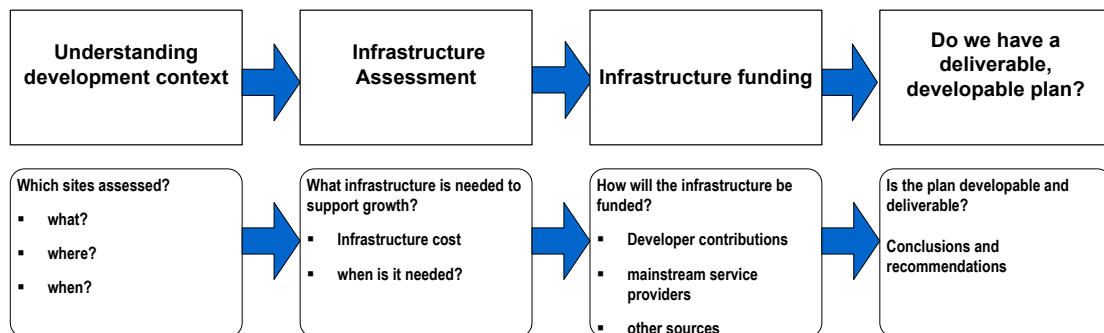 Understanding
development context
Infrastructure
Assessment
Infrastructure funding
Do we have a
deliverable,
developable plan?
Which sites assessed?
▪ what?
▪ where?
▪ when?
What infrastructure is needed to
support growth?
▪ Infrastructure cost
▪ when is it needed?
How will the infrastructure be
funded?
▪ Developer contributions
▪ mainstream service
providers
▪ other sources
Is the plan developable and
deliverable?
Conclusions and
recommendations